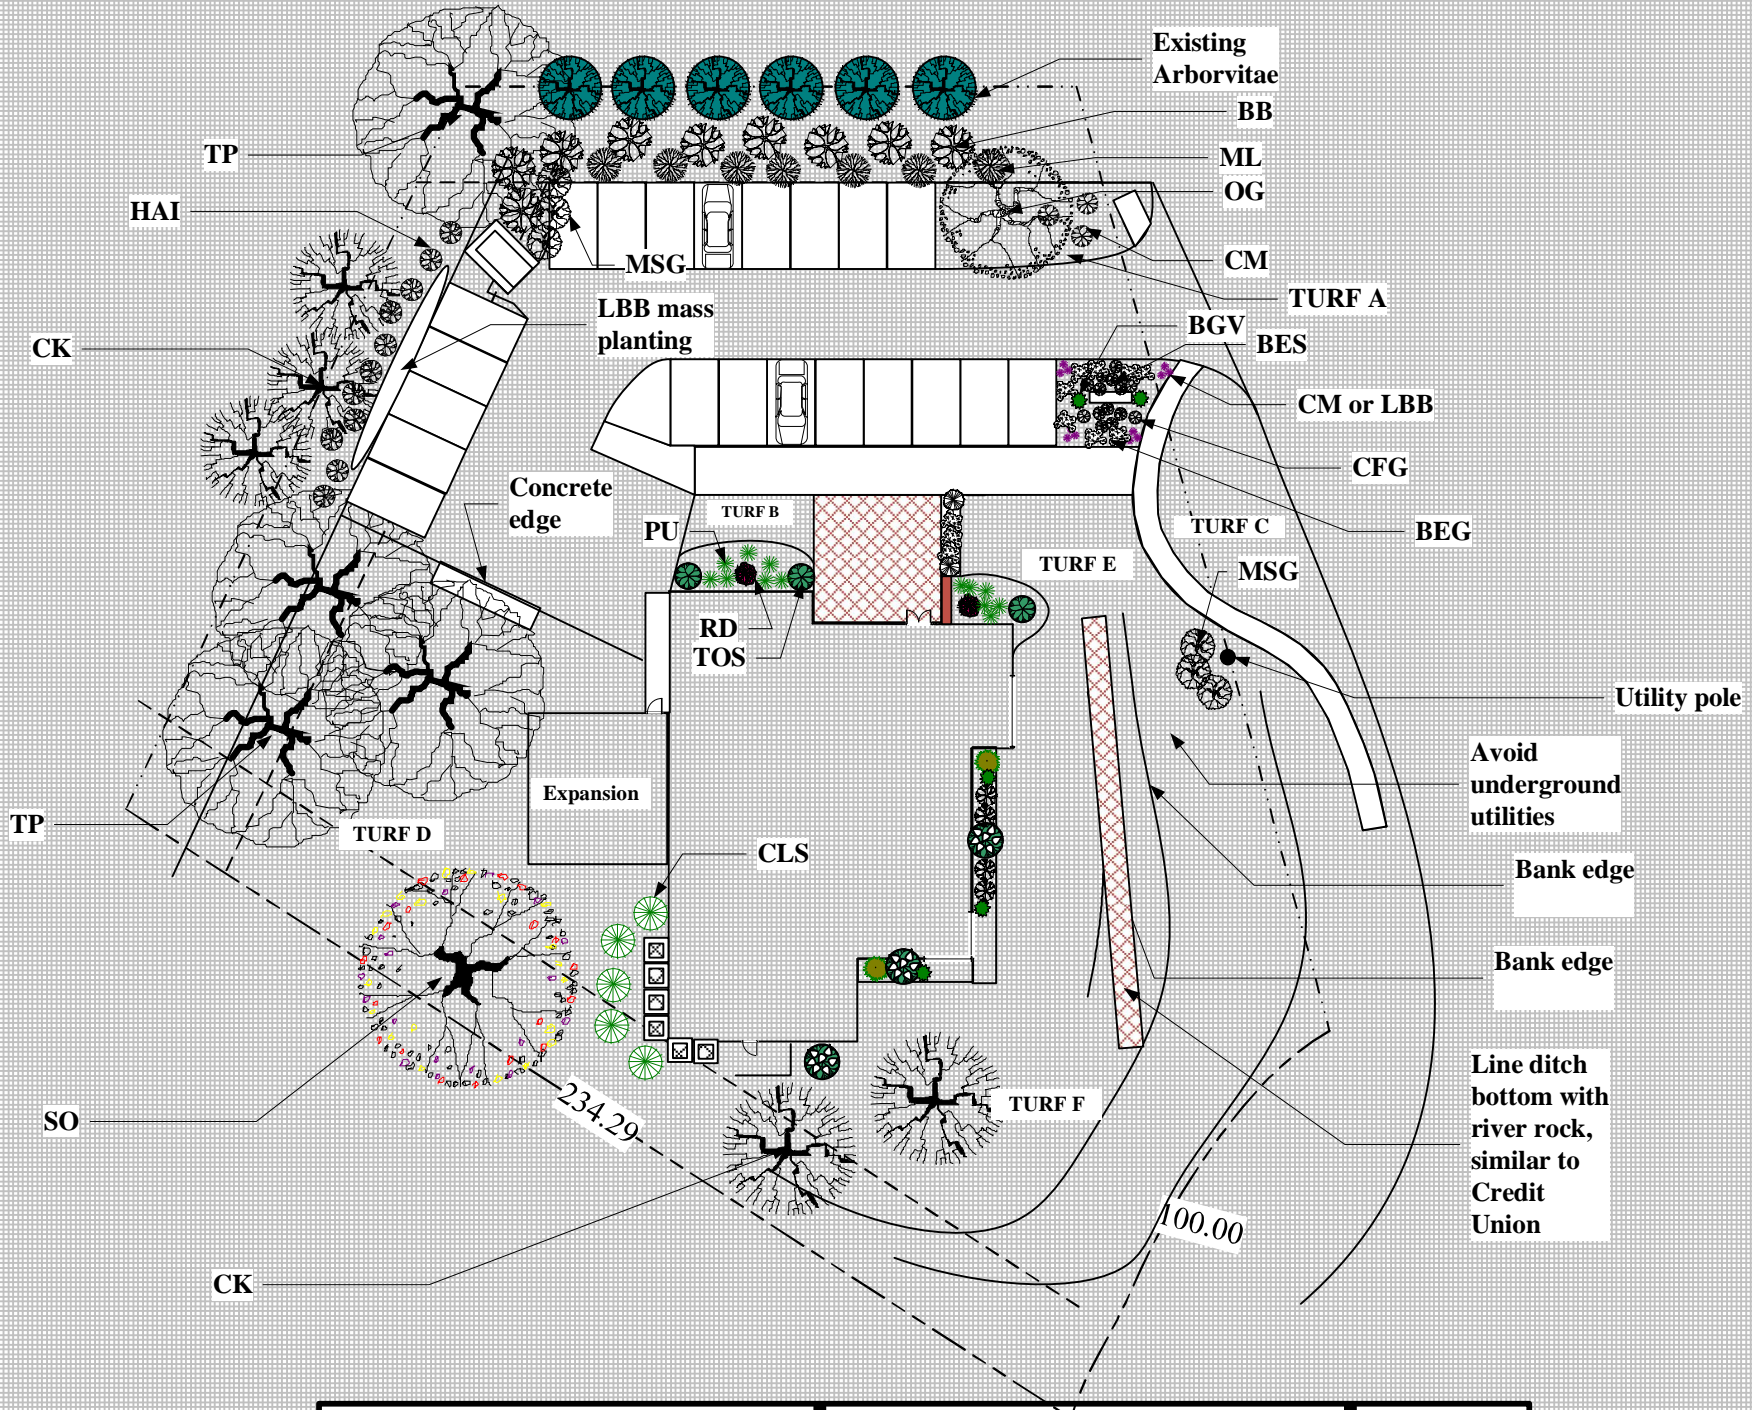 Existing
Arborvitae
BB
TP
ML
OG
HAI
MSG
CM
TURF A
LBB mass
planting
BGV
BES
CK
CM or LBB
CFG
Concrete
edge
PU
TURF B
TURF C
BEG
TURF E
MSG
RD
TOS
Utility pole
Avoid
underground
utilities
Expansion
TP
TURF D
CLS
Bank edge
Bank edge
Line ditch
bottom with
river rock,
similar to
Credit
Union
SO
234.29
TURF F
100.00
CK